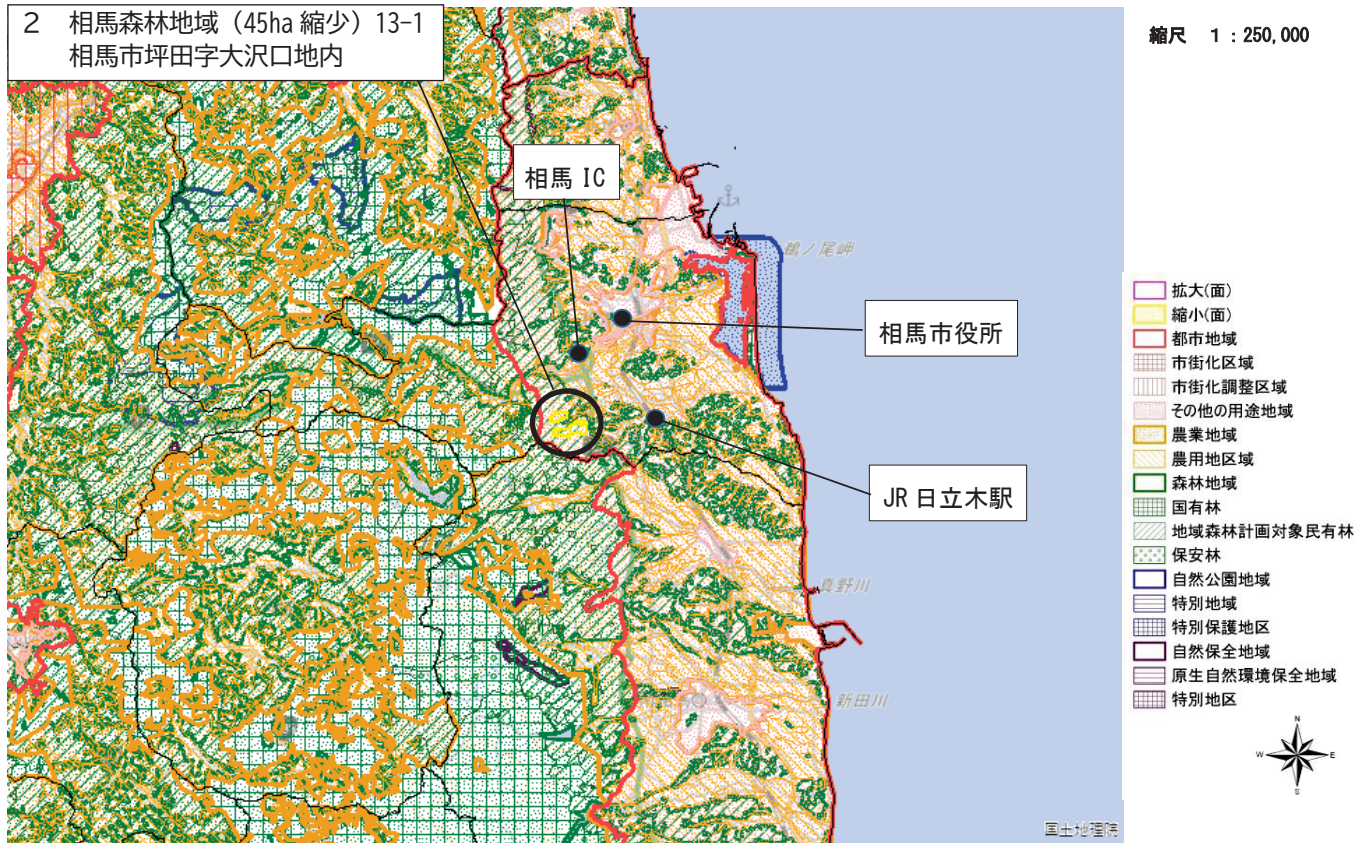 2 相馬森林地域（45ha 縮少）13-1
相馬市坪田字大沢口地内
縮尺 1：250,000
相馬 IC
鵜ノ尾岬
相馬市役所
JR 日立木駅
真野川
新田川
拡大(面)
縮小(面)
都市地域
市街化区域
市街化調整区域
その他の用途地域
農業地域
農用地区域
森林地域
国有林
地域森林計画対象民有林
保安林
自然公園地域
特別地域
特別保護地区
自然保全地域
原生自然環境保全地域
特別地区
N
W E
S
国土地理院